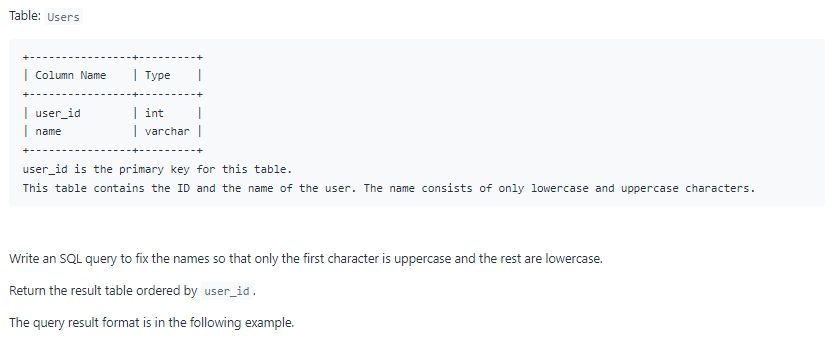 Table: Users
+----------------+---------+
| Column Name    | Type    |
+----------------+---------+
| user_id        | int     |
| name           | varchar |
+----------------+---------+
user_id is the primary key for this table.
This table contains the ID and the name of the user. The name consists of only lowercase and uppercase characters.
Write an SQL query to fix the names so that only the first character is uppercase and the rest are lowercase.
Return the result table ordered by user_id.
The query result format is in the following example.